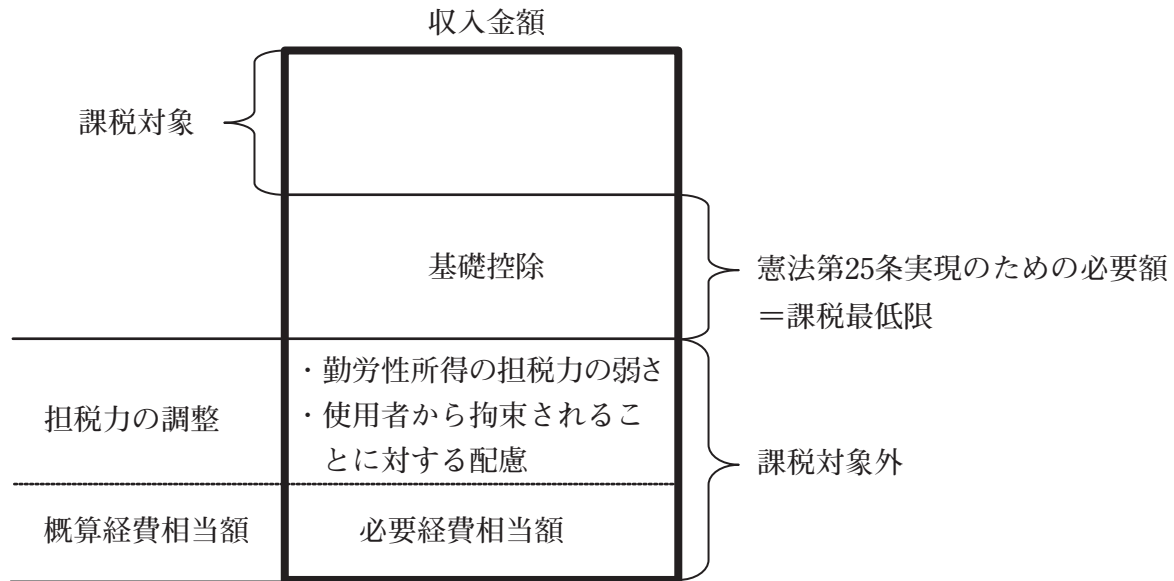 収入金額
課税対象
基礎控除
憲法第25条実現のための必要額
＝課税最低限
担税力の調整
・勤労性所得の担税力の弱さ
・使用者から拘束されるこ
とに対する配慮
課税対象外
概算経費相当額
必要経費相当額